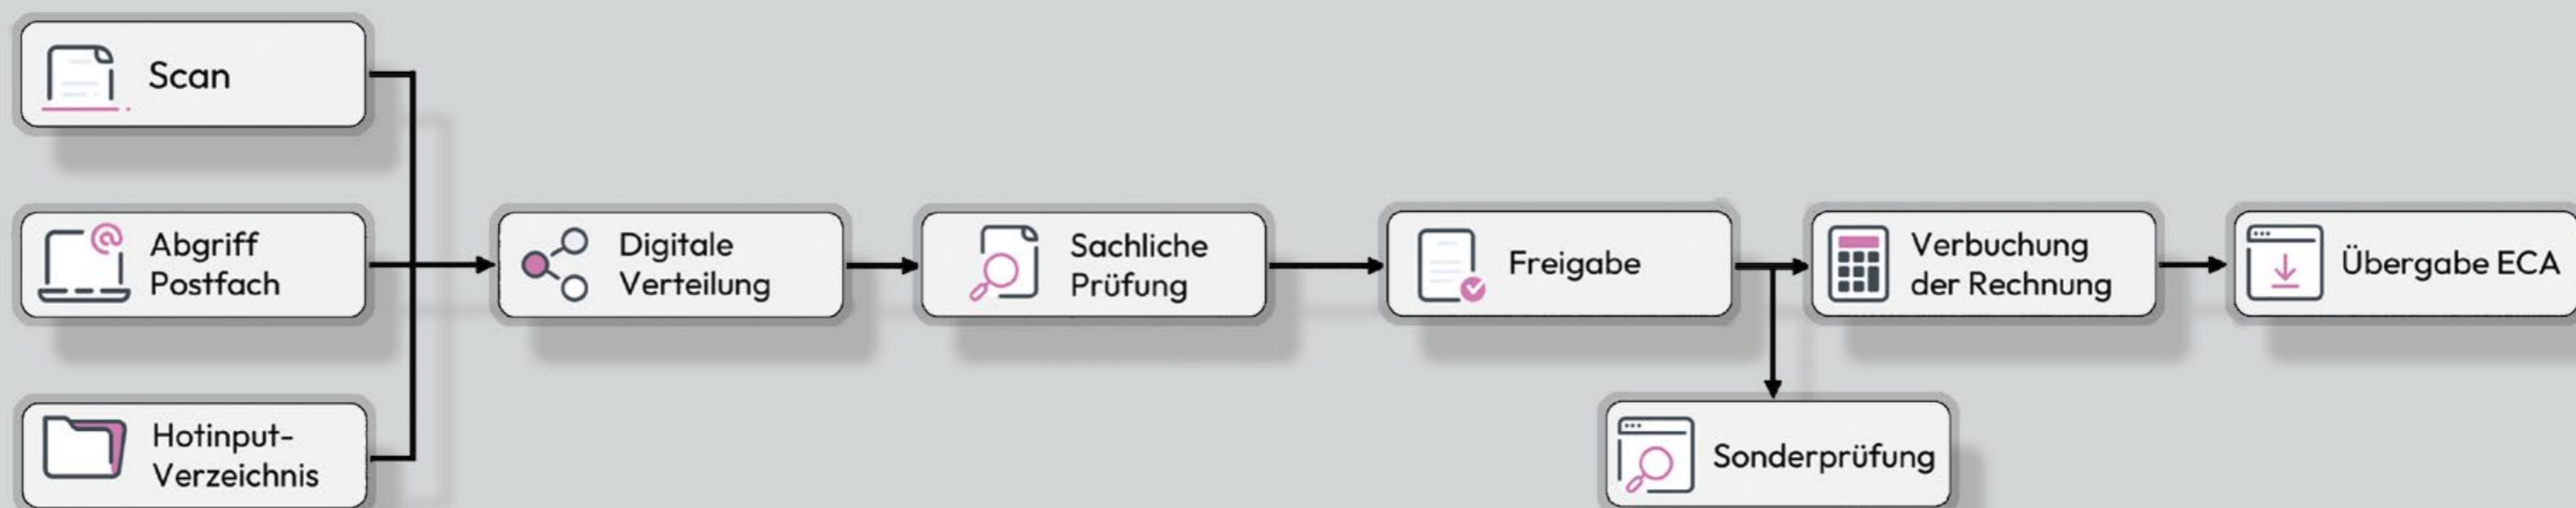 Scan
Abgriff
Postfach
Hotinput-
Verzeichnis
Digitale
Verteilung
Sachliche
Prüfung
Freigabe
Verbuchung
der Rechnung
Übergabe ECA
Sonderprüfung